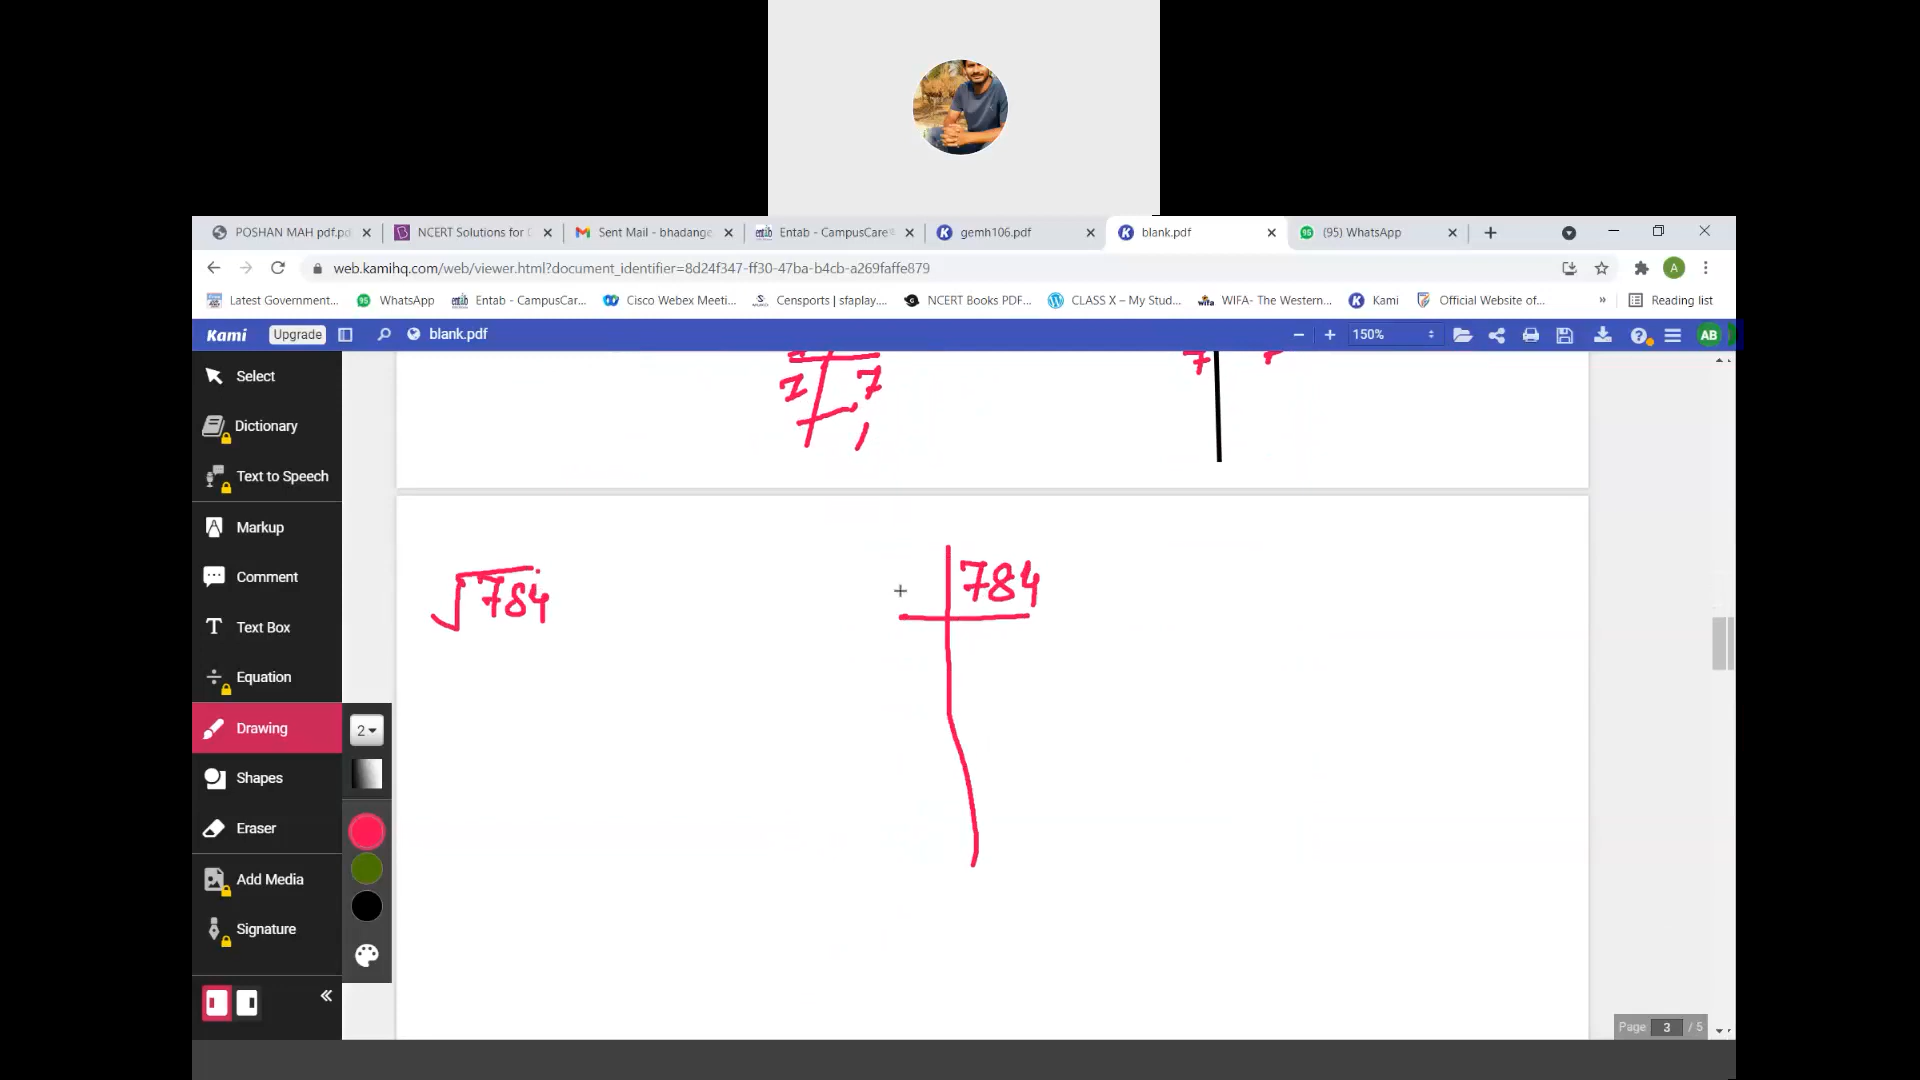 POSHAN MAH pdf.pd
NCERT Solutions for
Sent Mail - bhadange
Entab - CampusCare
gemh106.pdf
blank.pdf
(95) WhatsApp
web.kamihq.com/web/viewer.html?document_identifier=8d24f347-ff30-47ba-b4cb-a269faffe879
A
Latest Government...
WhatsApp
Entab - CampusCar...
Cisco Webex Meeti...
Censports | sfaplay....
NCERT Books PDF...
CLASS X – My Stud...
WIFA- The Western...
Kami
Official Website of...
»
Reading list
Kami
Upgrade
blank.pdf
150%
AB
Select
Dictionary
Text to Speech
Markup
Comment
Text Box
Equation
Drawing
Shapes
Eraser
Add Media
Signature
2
7
7
√784
784
Page 3 / 5